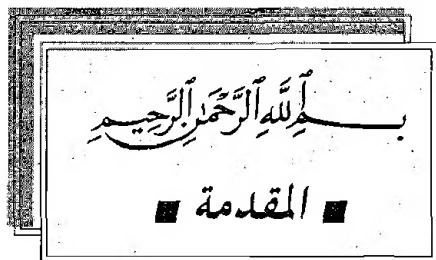 بِسْمِ ٱللَّهِ ٱلرَّحْمَٰنِ ٱلرَّحِيمِ
■ المقدمة ■